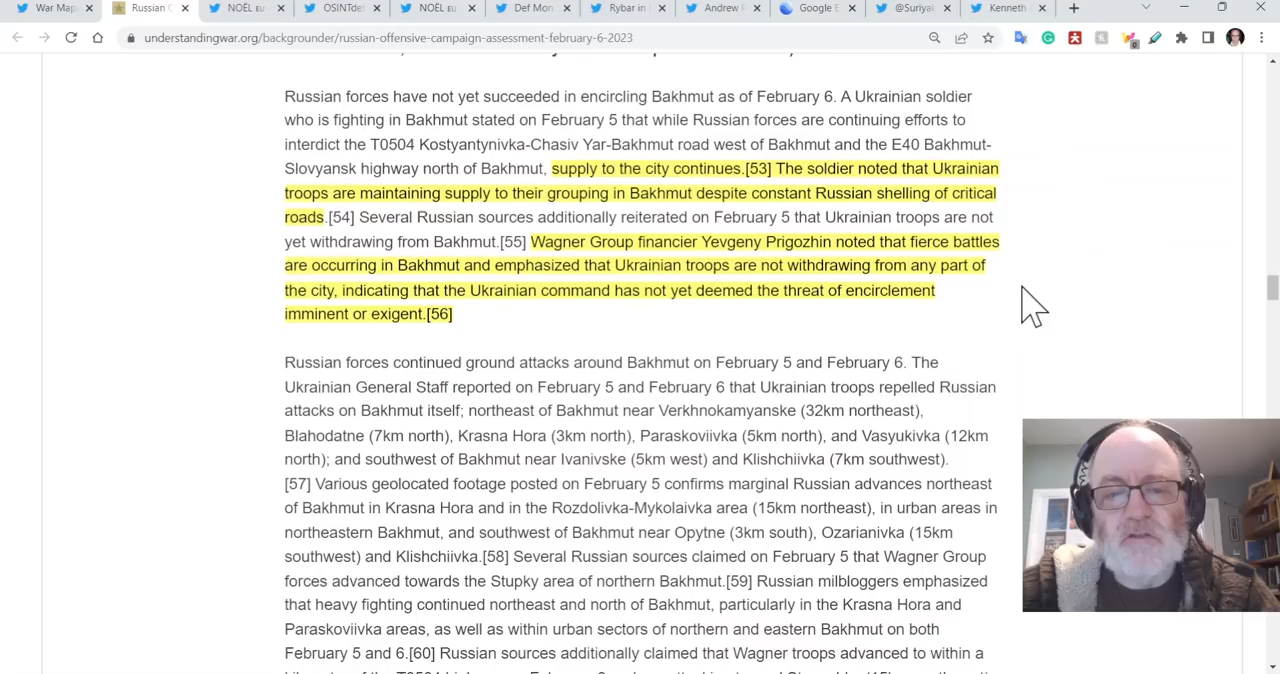 War Map
Russian
NOËL EU
OSINTdes
NOËL EU
Def Mon
Rybar in
Andrew
Google E
@Suriyak
Kenneth
understandingwar.org/backgrounder/russian-offensive-campaign-assessment-february-6-2023
Russian forces have not yet succeeded in encircling Bakhmut as of February 6. A Ukrainian soldier
who is fighting in Bakhmut stated on February 5 that while Russian forces are continuing efforts to
interdict the T0504 Kostyantynivka-Chasiv Yar-Bakhmut road west of Bakhmut and the E40 Bakhmut-
Slovyansk highway north of Bakhmut, supply to the city continues.[53] The soldier noted that Ukrainian
troops are maintaining supply to their grouping in Bakhmut despite constant Russian shelling of critical
roads.[54] Several Russian sources additionally reiterated on February 5 that Ukrainian troops are not
yet withdrawing from Bakhmut.[55] Wagner Group financier Yevgeny Prigozhin noted that fierce battles
are occurring in Bakhmut and emphasized that Ukrainian troops are not withdrawing from any part of
the city, indicating that the Ukrainian command has not yet deemed the threat of encirclement
imminent or exigent.[56]
Russian forces continued ground attacks around Bakhmut on February 5 and February 6. The
Ukrainian General Staff reported on February 5 and February 6 that Ukrainian troops repelled Russian
attacks on Bakhmut itself; northeast of Bakhmut near Verkhnokamyanske (32km northeast),
Blahodatne (7km north), Krasna Hora (3km north), Paraskoviivka (5km north), and Vasyukivka (12km
north); and southwest of Bakhmut near Ivanivske (5km west) and Klishchiivka (7km southwest).
[57] Various geolocated footage posted on February 5 confirms marginal Russian advances northeast
of Bakhmut in Krasna Hora and in the Rozdolivka-Mykolaivka area (15km northeast), in urban areas in
northeastern Bakhmut, and southwest of Bakhmut near Opytne (3km south), Ozarianivka (15km
southwest) and Klishchiivka.[58] Several Russian sources claimed on February 5 that Wagner Group
forces advanced towards the Stupky area of northern Bakhmut.[59] Russian milbloggers emphasized
that heavy fighting continued northeast and north of Bakhmut, particularly in the Krasna Hora and
Paraskoviivka areas, as well as within urban sectors of northern and eastern Bakhmut on both
February 5 and 6.[60] Russian sources additionally claimed that Wagner troops advanced to within a